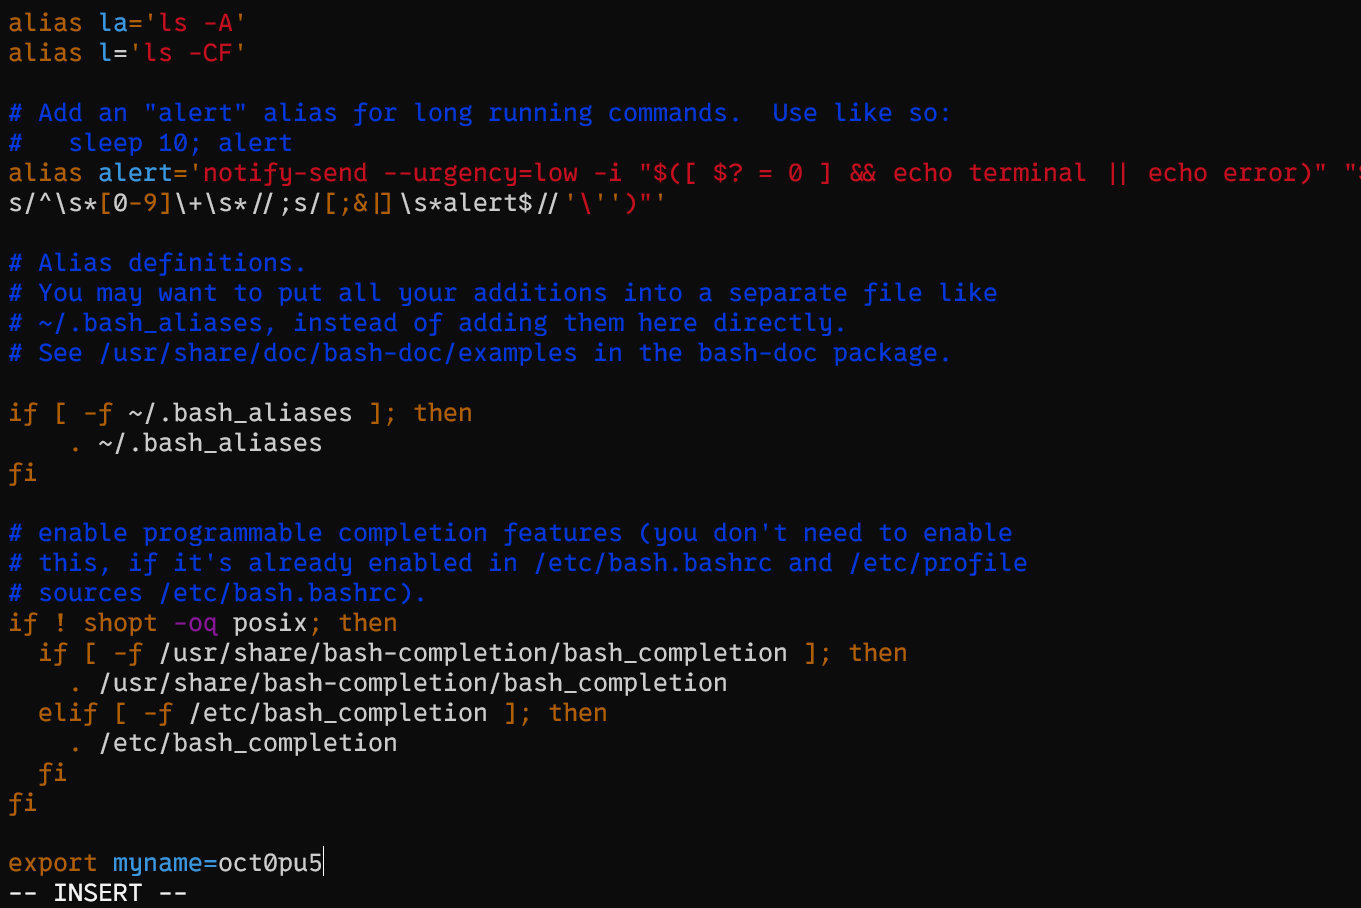 alias la='ls -A'
alias l='ls -CF'

# Add an "alert" alias for long running commands.  Use like so:
#   sleep 10; alert
alias alert='notify-send --urgency=low -i "$([ $? = 0 ] && echo terminal || echo error)" "$
s/^\s*[0-9]\+\s*//;s/[;&|]\s*alert$//'\'')"'

# Alias definitions.
# You may want to put all your additions into a separate file like
# ~/.bash_aliases, instead of adding them here directly.
# See /usr/share/doc/bash-doc/examples in the bash-doc package.

if [ -f ~/.bash_aliases ]; then
    . ~/.bash_aliases
fi

# enable programmable completion features (you don't need to enable
# this, if it's already enabled in /etc/bash.bashrc and /etc/profile
# sources /etc/bash.bashrc).
if ! shopt -oq posix; then
  if [ -f /usr/share/bash-completion/bash_completion ]; then
    . /usr/share/bash-completion/bash_completion
  elif [ -f /etc/bash_completion ]; then
    . /etc/bash_completion
  fi
fi

export myname=oct0pu5
-- INSERT --